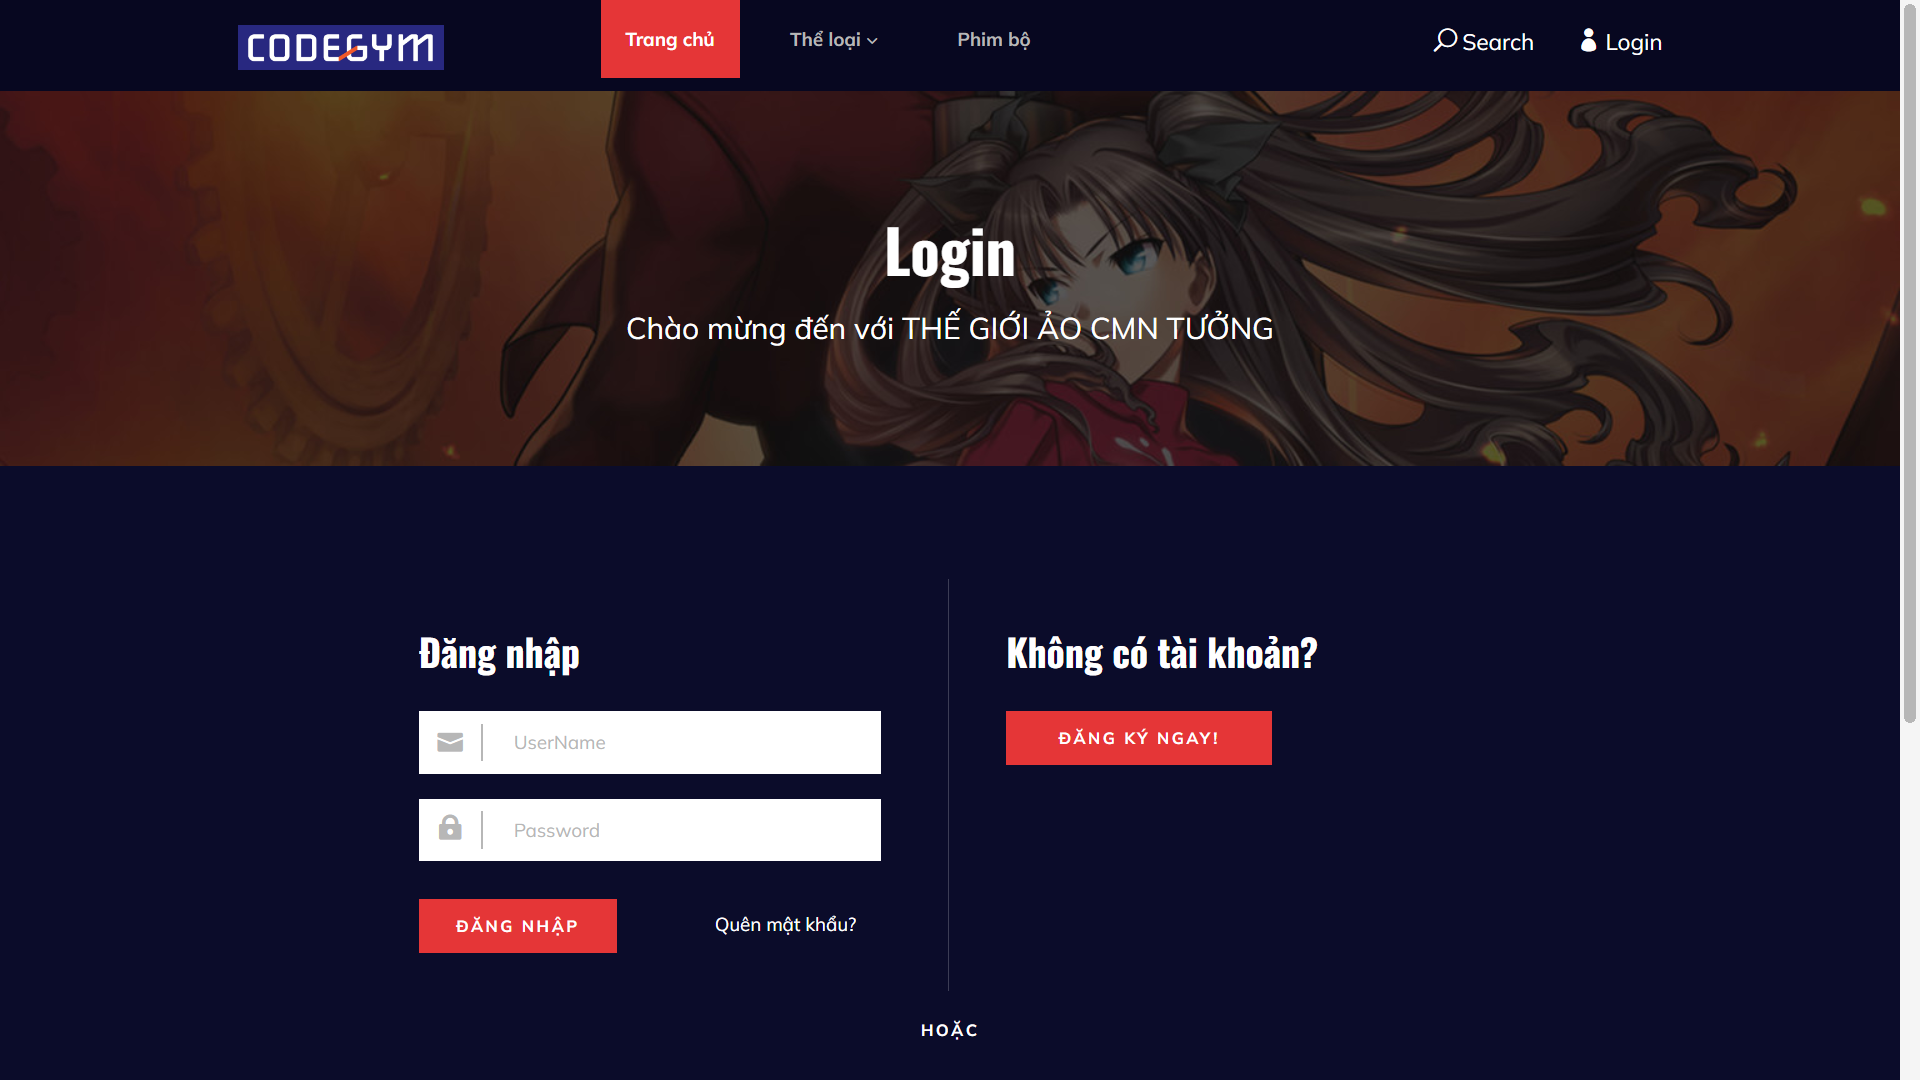 CODEGYM
Trang chủ
Thể loại
Phim bộ
Search
Login
Login
Chào mừng đến với THẾ GIỚI ẢO CMN TƯỞNG
Đăng nhập
UserName
Password
ĐĂNG NHẬP
Quên mật khẩu?
Không có tài khoản?
ĐĂNG KÝ NGAY!
HOẶC